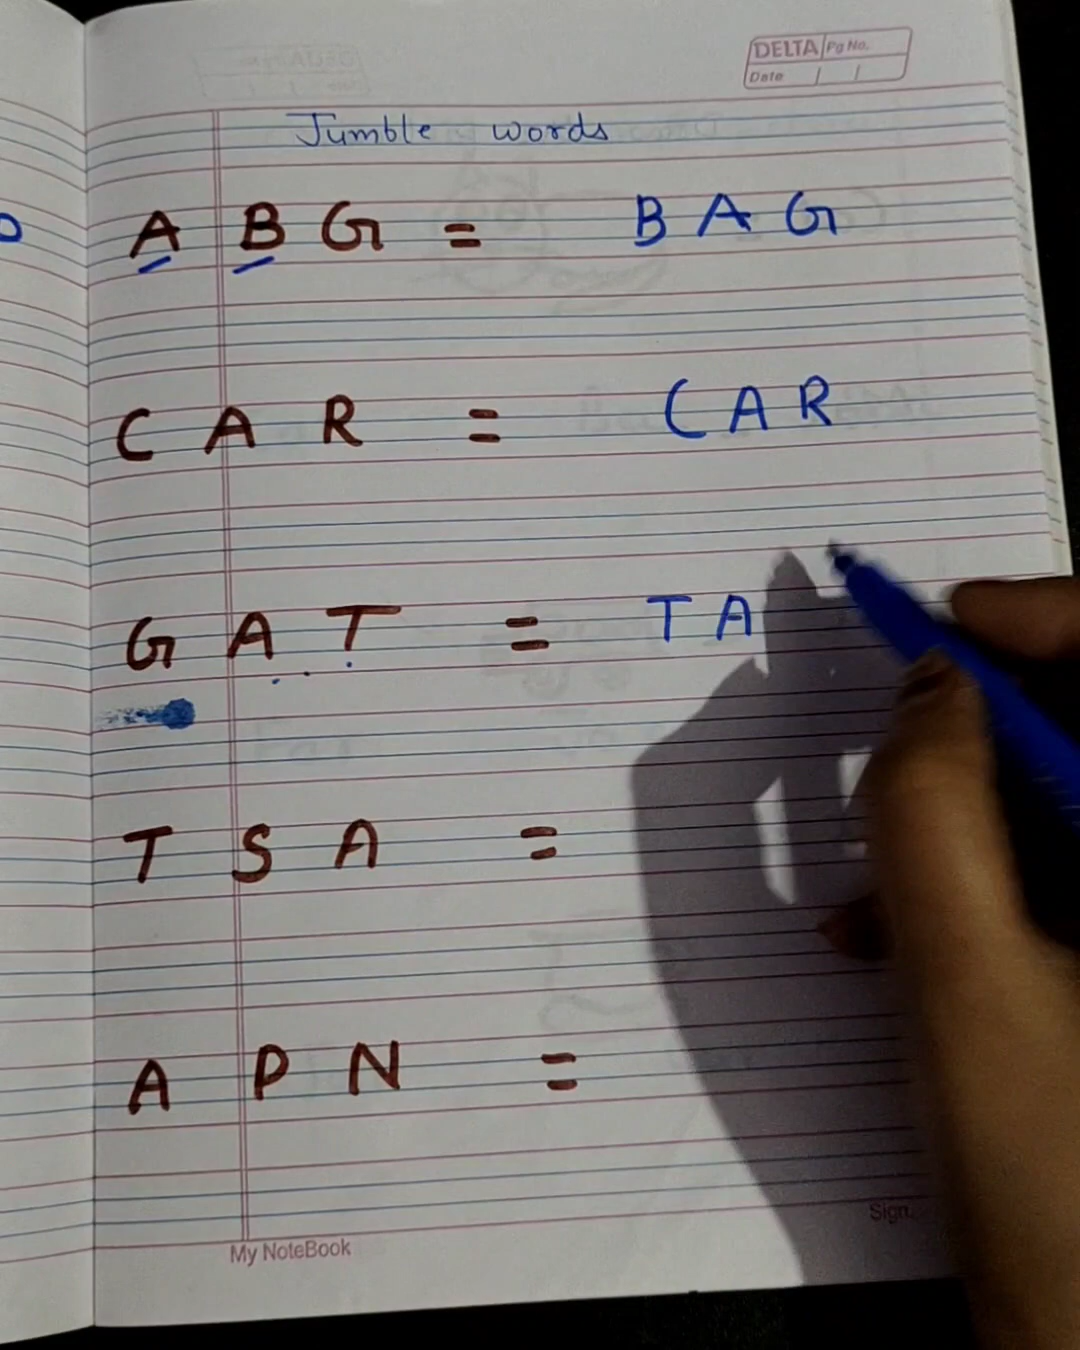 DELTA Pg No.
Date / /
Jumble words
A B G = B A G
C A R = C A R
G A T = T A
T S A =
A P N =
Sign.
My NoteBook